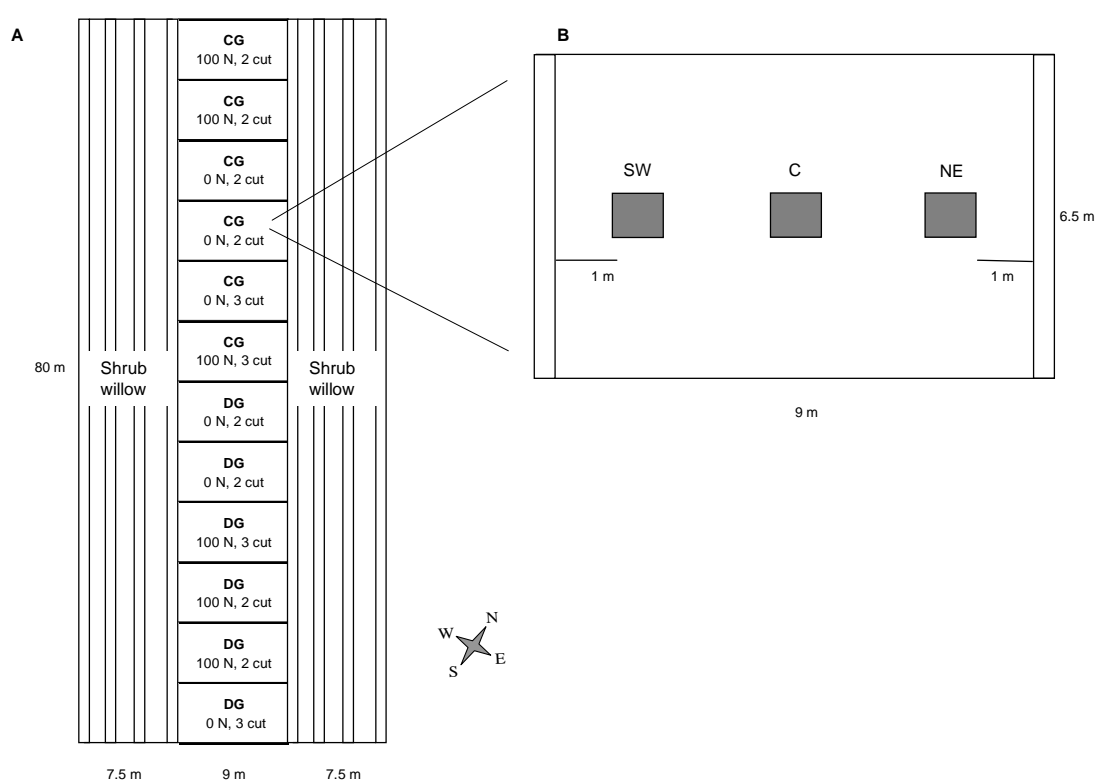 A
CG
100 N, 2 cut
CG
100 N, 2 cut
CG
0 N, 2 cut
CG
0 N, 2 cut
CG
0 N, 3 cut
CG
100 N, 3 cut
DG
0 N, 2 cut
DG
0 N, 2 cut
DG
100 N, 3 cut
DG
100 N, 2 cut
DG
100 N, 2 cut
DG
0 N, 3 cut
80 m
Shrub
willow
Shrub
willow
7.5 m
9 m
7.5 m
B
SW
C
NE
6.5 m
1 m
1 m
9 m
N
W
E
S